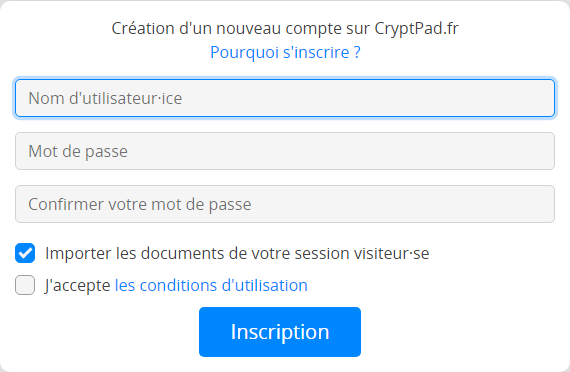 Création d'un nouveau compte sur CryptPad.fr
Pourquoi s'inscrire ?
Nom d'utilisateur·ice
Mot de passe
Confirmer votre mot de passe
Importer les documents de votre session visiteur·se
J'accepte les conditions d'utilisation
Inscription